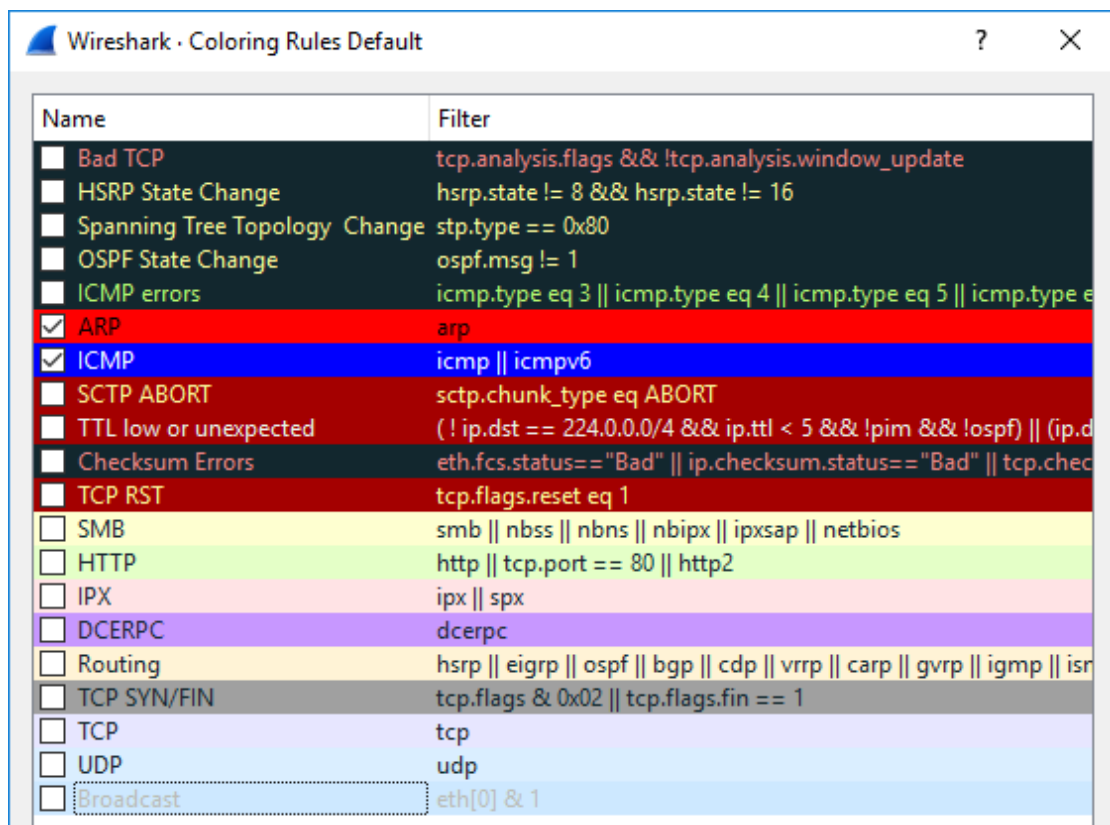 Wireshark · Coloring Rules Default ?
Name Filter
Bad TCP tcp.analysis.flags && !tcp.analysis.window_update
HSRP State Change hsrp.state != 8 && hsrp.state != 16
Spanning Tree Topology  Change stp.type == 0x80
OSPF State Change ospf.msg != 1
ICMP errors icmp.type eq 3 || icmp.type eq 4 || icmp.type eq 5 || icmp.type e
ARP arp
ICMP icmp || icmpv6
SCTP ABORT sctp.chunk_type eq ABORT
TTL low or unexpected ( ! ip.dst == 224.0.0.0/4 && ip.ttl < 5 && !pim && !ospf) || (ip.d
Checksum Errors eth.fcs.status=="Bad" || ip.checksum.status=="Bad" || tcp.chec
TCP RST tcp.flags.reset eq 1
SMB smb || nbss || nbns || nbipx || ipxsap || netbios
HTTP http || tcp.port == 80 || http2
IPX ipx || spx
DCERPC dcerpc
Routing hsrp || eigrp || ospf || bgp || cdp || vrrp || carp || gvrp || igmp || isr
TCP SYN/FIN tcp.flags & 0x02 || tcp.flags.fin == 1
TCP tcp
UDP udp
Broadcast eth[0] & 1